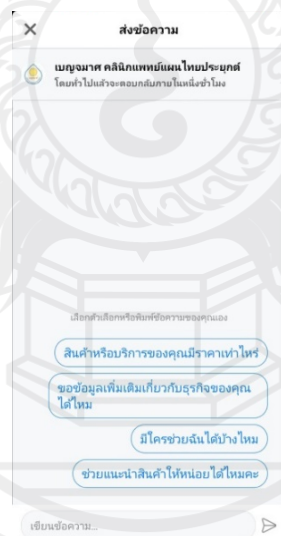 ส่งข้อความ
เบญจมาศ คลินิกแพทย์แผนไทยประยุกต์
โดยทั่วไปแล้วจะตอบกลับภายในหนึ่งชั่วโมง
เลือกตัวเลือกหรือพิมพ์ข้อความของคุณเอง
สินค้าหรือบริการของคุณมีราคาเท่าไหร่
ขอข้อมูลเพิ่มเติมเกี่ยวกับธุรกิจของคุณ
ได้ไหม
มีใครช่วยฉันได้บ้างไหม
ช่วยแนะนำสินค้าให้หน่อยได้ไหมคะ
เขียนข้อความ...